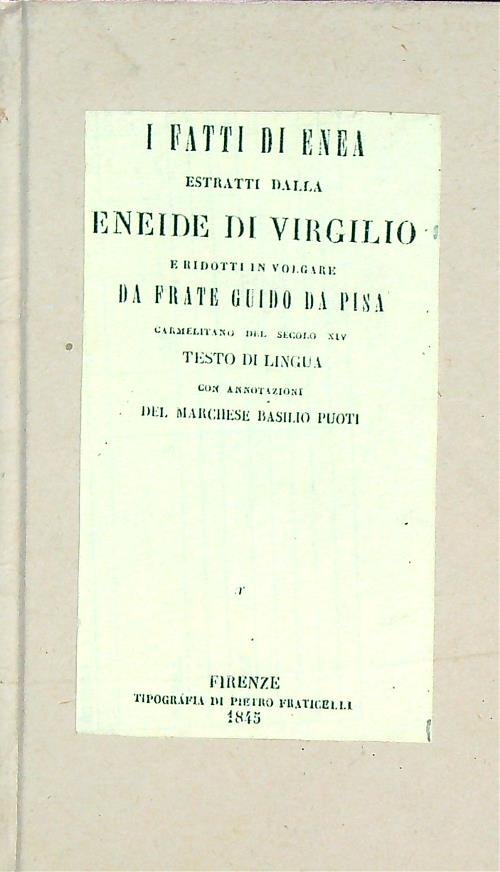 I FATTI DI ENEA
ESTRATTI DALLA
ENEIDE DI VIRGILIO
E RIDOTTI IN VOLGARE
DA FRATE GUIDO DA PISA
CARMELITANO DEL SECOLO XIV
TESTO DI LINGUA
CON ANNOTAZIONI
DEL MARCHESE BASILIO PUOTI
FIRENZE
TIPOGRAFIA DI PIETRO FRATICELLI
1845